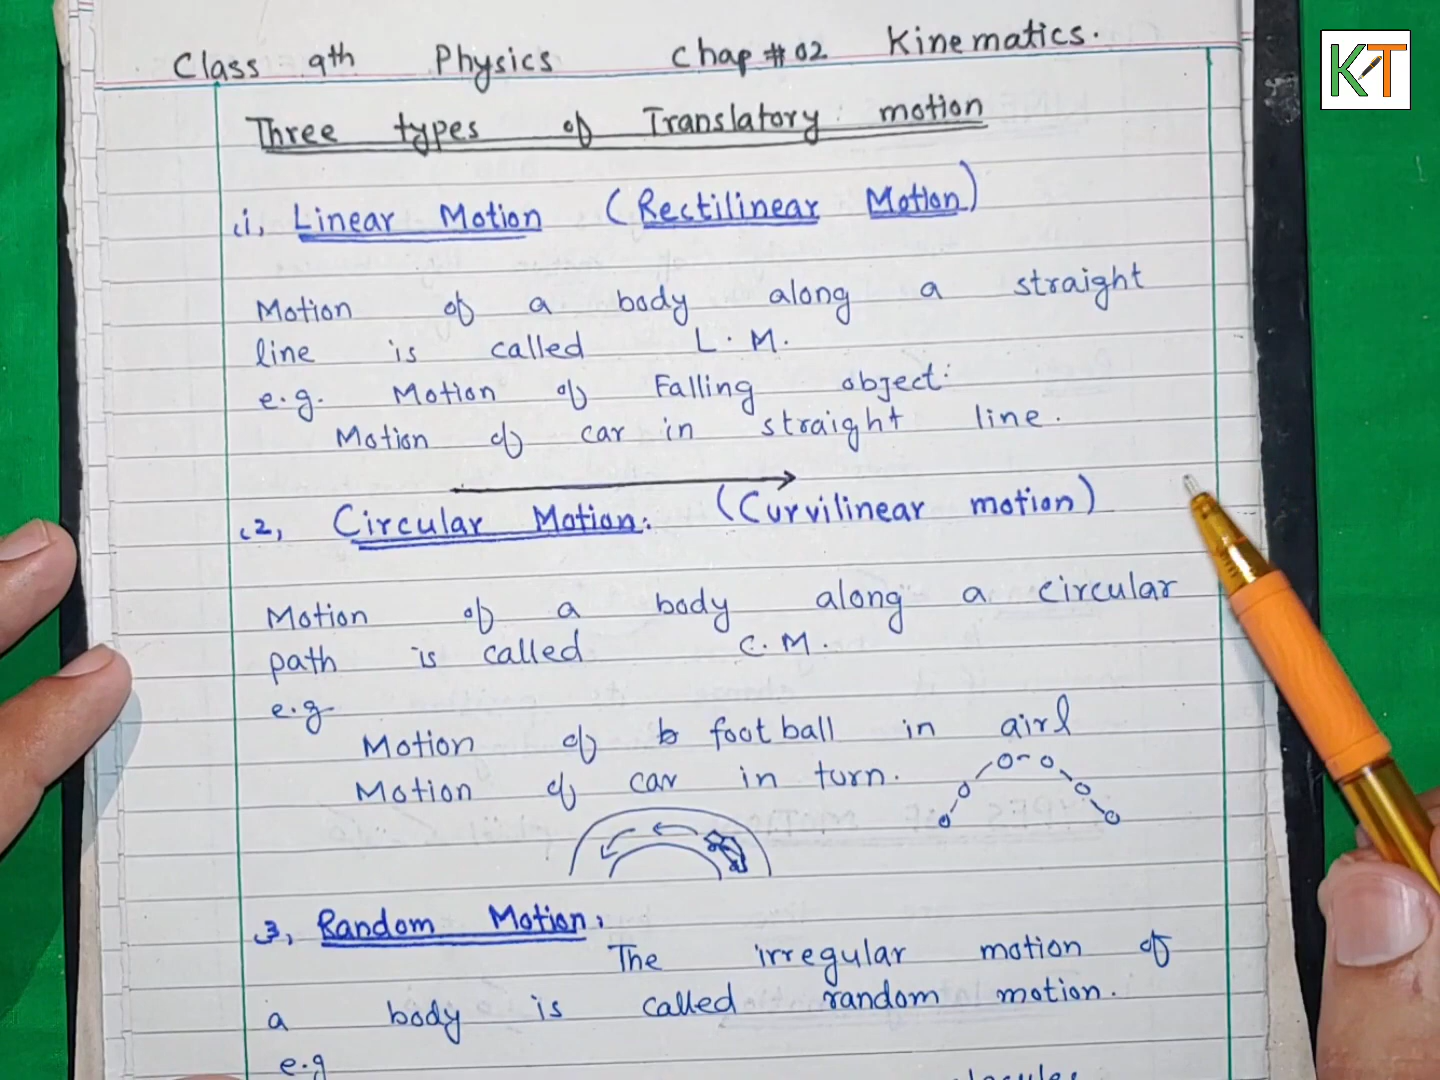 Class 9th Physics Chap # 02 Kinematics.
KT
Three types of Translatory motion
(1) Linear Motion (Rectilinear Motion)
Motion of a body along a straight
line is called L.M.
e.g. Motion of Falling object.
Motion of car in straight line.
(2) Circular Motion: (Curvilinear motion)
Motion of a body along a circular
path is called C.M.
e.g
Motion of football in air
Motion of car in turn.
3, Random Motion:
The irregular motion of
a body is called random motion.
e.g